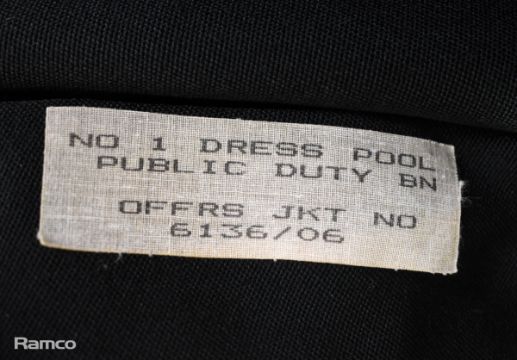 NO 1 DRESS POOL
PUBLIC DUTY BN
OFFRS JKT NO
6136/06
Ramco